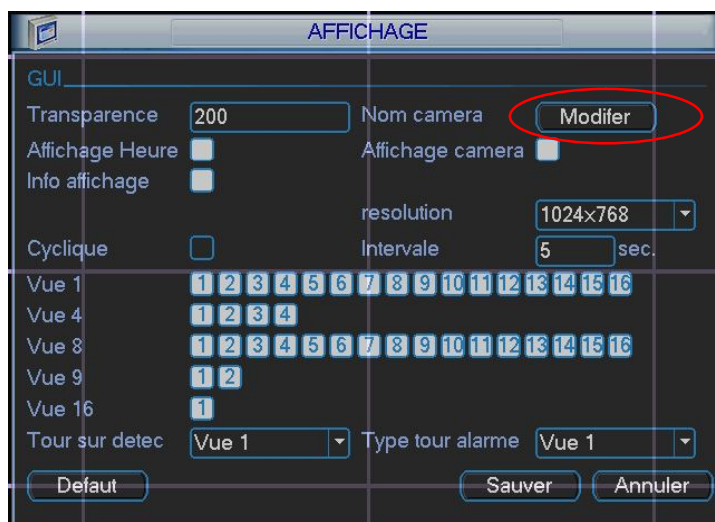 AFFICHAGE
GUI
Transparence 200 Nom camera Modifer
Affichage Heure Affichage camera
Info affichage
resolution 1024x768
Cyclique Intervale 5 sec.
Vue 1 1 2 3 4 5 6 7 8 9 10 11 12 13 14 15 16
Vue 4 1 2 3 4
Vue 8 1 2 3 4 5 6 7 8 9 10 11 12 13 14 15 16
Vue 9 1 2
Vue 16 1
Tour sur detec Vue 1 Type tour alarme Vue 1
Defaut Sauver Annuler